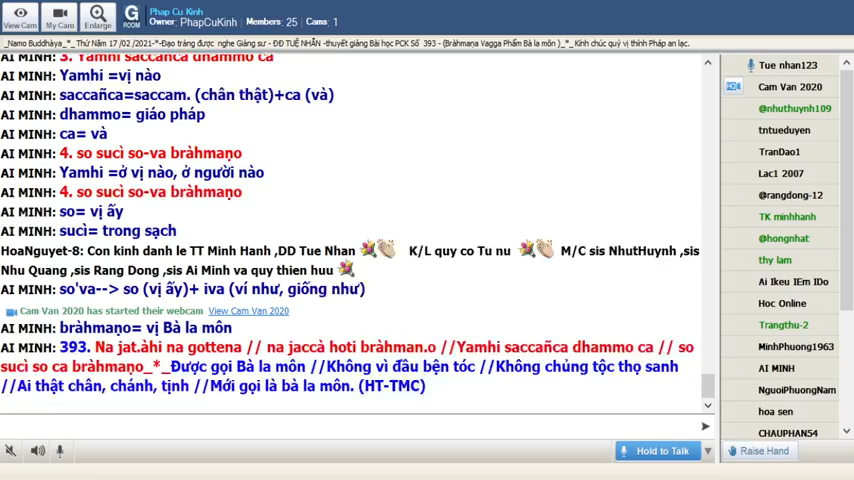 Phap Cu Kinh
Owner: PhapCuKinh | Members: 25 | Cams: 1
View Cam
My Cam
Enlarge
G
ROOM
_Namo Buddhàya_*_ Thứ Năm 17 /02 /2021-*-Đạo tràng được nghe Giảng sư - ĐĐ TUỆ NHÂN -thuyết giảng Bài học PCK Số 393 - (Bràhmaṇa Vagga Phẩm Bà la môn )_*_ Kính chúc quý vị thính Pháp an lạc.
AI MINH: 3. Yamhi saccañca dhammo ca
AI MINH: Yamhi =vị nào
AI MINH: saccañca=saccam. (chân thật)+ca (và)
AI MINH: dhammo= giáo pháp
AI MINH: ca= và
AI MINH: 4. so sucì so-va bràhmaṇo
AI MINH: Yamhi =ở vị nào, ở người nào
AI MINH: 4. so sucì so-va bràhmaṇo
AI MINH: so= vị ấy
AI MINH: sucì= trong sạch
HoaNguyet-8: Con kinh danh le TT Minh Hanh ,DD Tue Nhan K/L quy co Tu nu M/C sis NhutHuynh ,sis
Nhu Quang ,sis Rang Dong ,sis Ai Minh va quy thien huu
AI MINH: so'va--> so (vị ấy)+ iva (ví như, giống như)
Cam Van 2020 has started their webcam View Cam Van 2020
AI MINH: bràhmaṇo= vị Bà la môn
AI MINH: 393. Na jat.àhi na gottena // na jaccà hoti bràhman.o //Yamhi saccañca dhammo ca // so
sucì so ca bràhmaṇo_*_Được gọi Bà la môn //Không vì đầu bện tóc //Không chủng tộc thọ sanh
//Ai thật chân, chánh, tịnh //Mới gọi là bà la môn. (HT-TMC)
Hold to Talk
Tue nhan123
HD
Cam Van 2020
@nhuthuynh109
tntueduyen
TranDao1
Lac1 2007
@rangdong-12
TK minhhanh
@hongnhat
thy lam
Ai Ikeu IEm IDo
Hoc Online
Trangthu-2
MinhPhuong1963
AI MINH
NguoiPhuongNam
hoa sen
CHAUPHAN54
Raise Hand